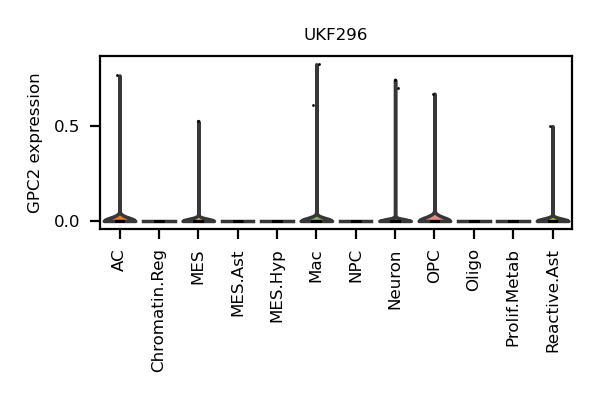 UKF296
GPC2 expression
0.5
0.0
AC
Chromatin.Reg
MES
MES.Ast
MES.Hyp
Mac
NPC
Neuron
OPC
Oligo
Prolif.Metab
Reactive.Ast